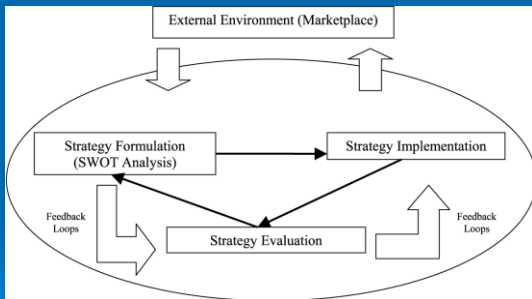 External Environment (Marketplace)
Strategy Formulation
(SWOT Analysis)
Strategy Implementation
Feedback
Loops
Feedback
Loops
Strategy Evaluation